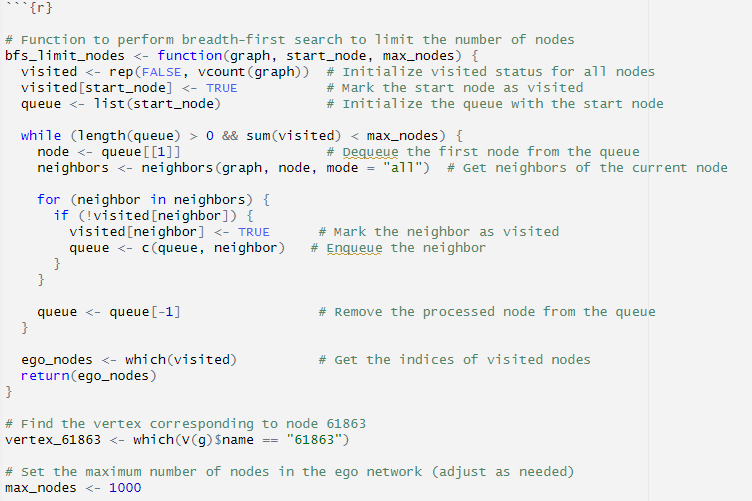 ```{r}
# Function to perform breadth-first search to limit the number of nodes
bfs_limit_nodes <- function(graph, start_node, max_nodes) {
  visited <- rep(FALSE, vcount(graph))  # Initialize visited status for all nodes
  visited[start_node] <- TRUE           # Mark the start node as visited
  queue <- list(start_node)             # Initialize the queue with the start node
  while (length(queue) > 0 && sum(visited) < max_nodes) {
    node <- queue[[1]]                  # Dequeue the first node from the queue
    neighbors <- neighbors(graph, node, mode = "all")  # Get neighbors of the current node
    for (neighbor in neighbors) {
      if (!visited[neighbor]) {
        visited[neighbor] <- TRUE      # Mark the neighbor as visited
        queue <- c(queue, neighbor)   # Enqueue the neighbor
      }
    }
    queue <- queue[-1]                 # Remove the processed node from the queue
  }
  ego_nodes <- which(visited)          # Get the indices of visited nodes
  return(ego_nodes)
}
# Find the vertex corresponding to node 61863
vertex_61863 <- which(V(g)$name == "61863")
# Set the maximum number of nodes in the ego network (adjust as needed)
max_nodes <- 1000